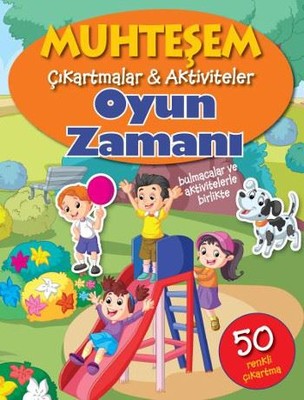 MUHTEŞEM
Çıkartmalar & Aktiviteler
Oyun
Zamanı
bulmacalar ve
aktivitelerle
birlikte
50
renkli
çıkartma